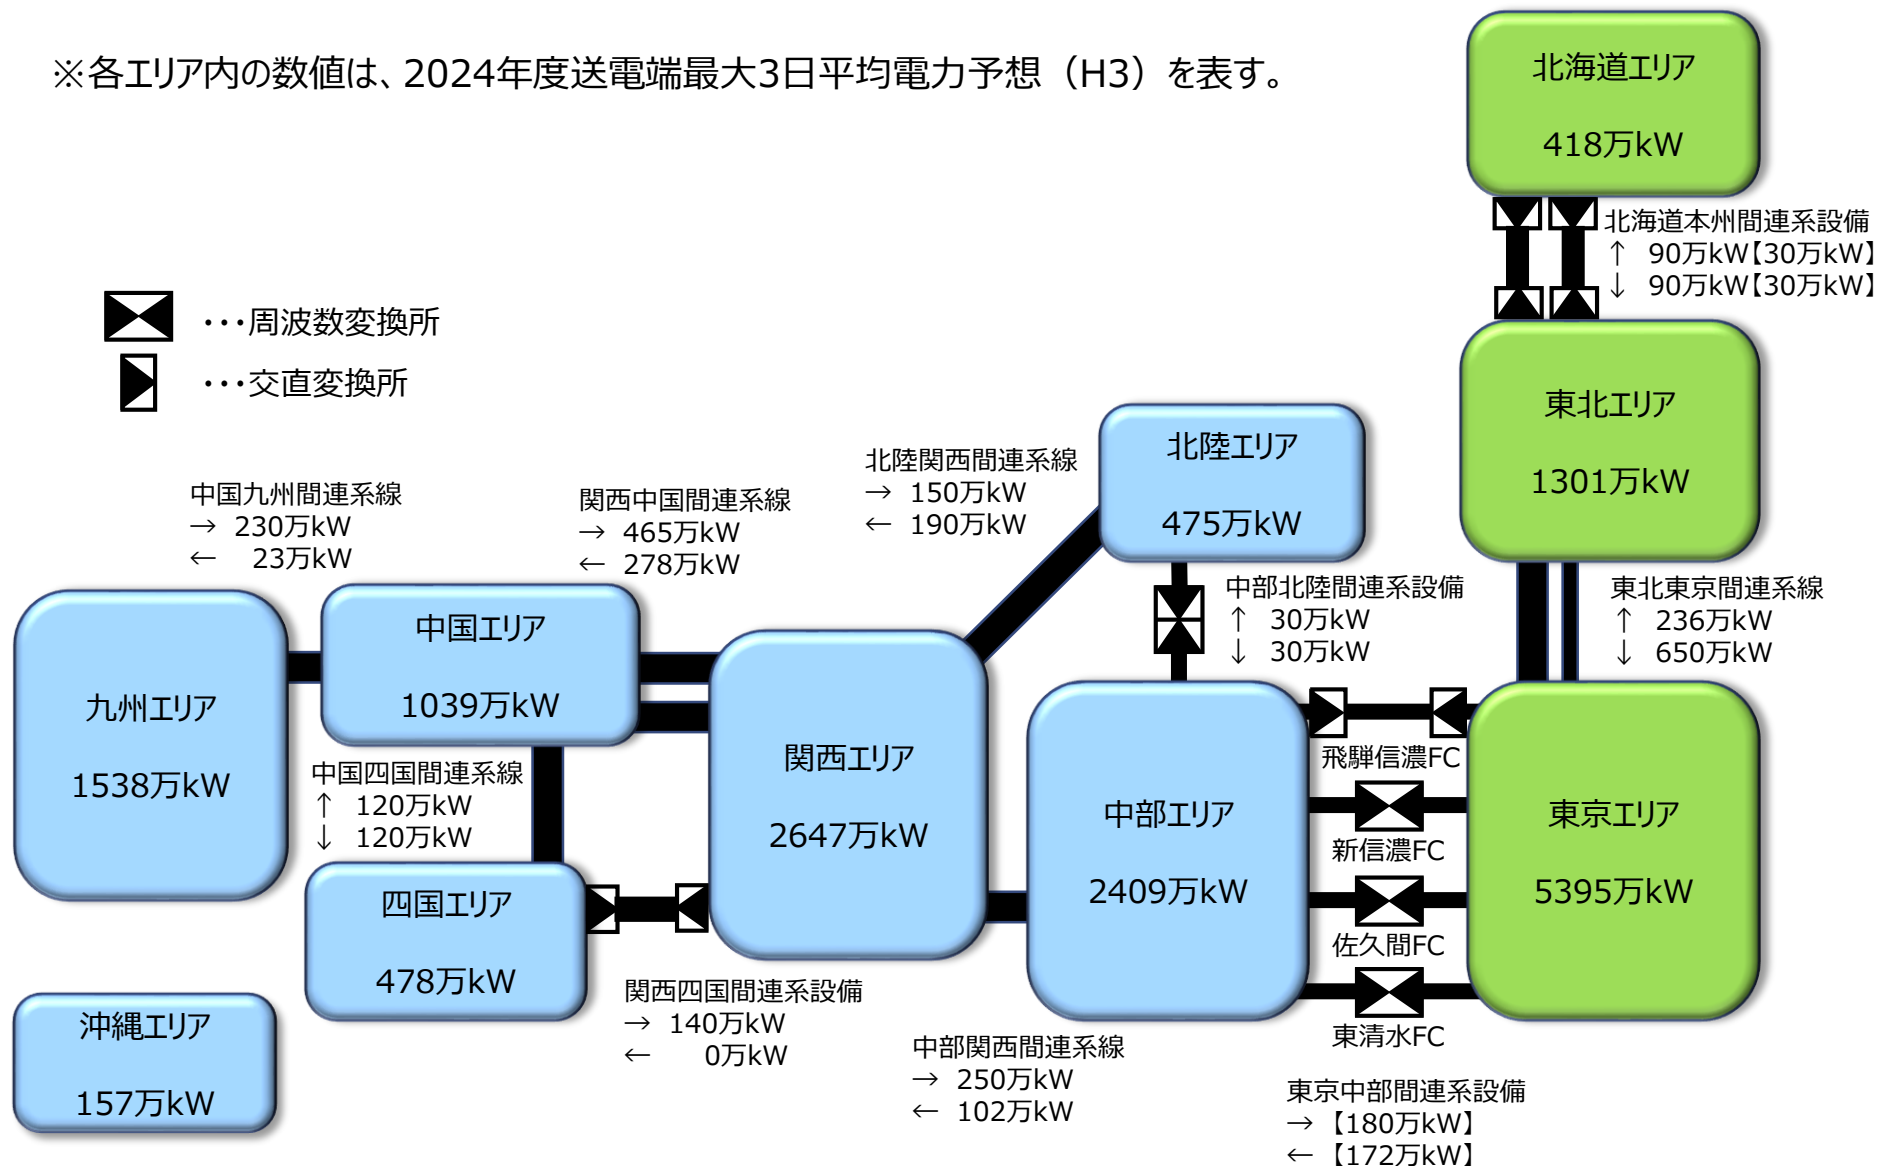 ※各エリア内の数値は、2024年度送電端最大3日平均電力予想（H3）を表す。
北海道エリア
418万kW
北海道本州間連系設備
↑ 90万kW【30万kW】
↓ 90万kW【30万kW】
…周波数変換所
…交直変換所
東北エリア
1301万kW
北陸エリア
475万kW
北陸関西間連系線
→ 150万kW
← 190万kW
中国九州間連系線
→ 230万kW
← 23万kW
関西中国間連系線
→ 465万kW
← 278万kW
中部北陸間連系設備
↑ 30万kW
↓ 30万kW
東北東京間連系線
↑ 236万kW
↓ 650万kW
九州エリア
1538万kW
中国エリア
1039万kW
中国四国間連系線
↑ 120万kW
↓ 120万kW
関西エリア
2647万kW
中部エリア
2409万kW
飛騨信濃FC
新信濃FC
佐久間FC
東清水FC
東京エリア
5395万kW
四国エリア
478万kW
関西四国間連系設備
→ 140万kW
← 0万kW
沖縄エリア
157万kW
中部関西間連系線
→ 250万kW
← 102万kW
東京中部間連系設備
→【180万kW】
←【172万kW】